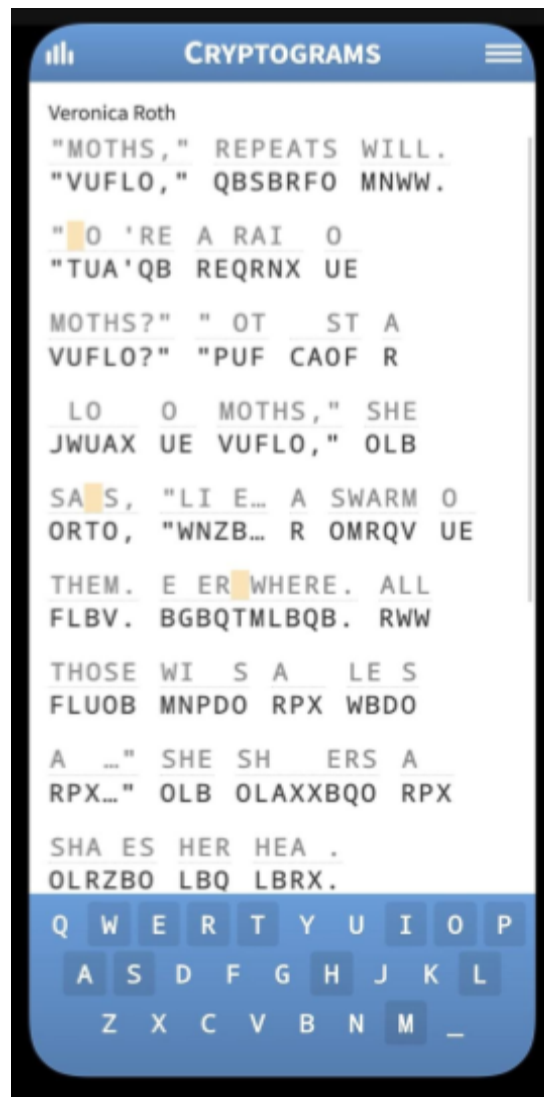 CRYPTOGRAMS
Veronica Roth
"MOTHS," REPEATS WILL.
"VUFLO," QBSBRFO MNWW.
" O 'RE A RAI O
"TUA'QB REQRNX UE
MOTHS?" " OT ST A
VUFLO?" "PUF CAOF R
LO O MOTHS," SHE
JWUAX UE VUFLO," OLB
SA S, "LI E… A SWARM O
ORTO, "WNZB… R OMRQV UE
THEM. E ER WHERE. ALL
FLBV. BGBQTMLBQB. RWW
THOSE WI S A LE S
FLUOB MNPDO RPX WBDO
A …" SHE SH ERS A
RPX…" OLB OLAXXBQO RPX
SHA ES HER HEA .
OLRZBO LBQ LBRX.
Q W E R T Y U I O P
A S D F G H J K L
Z X C V B N M _